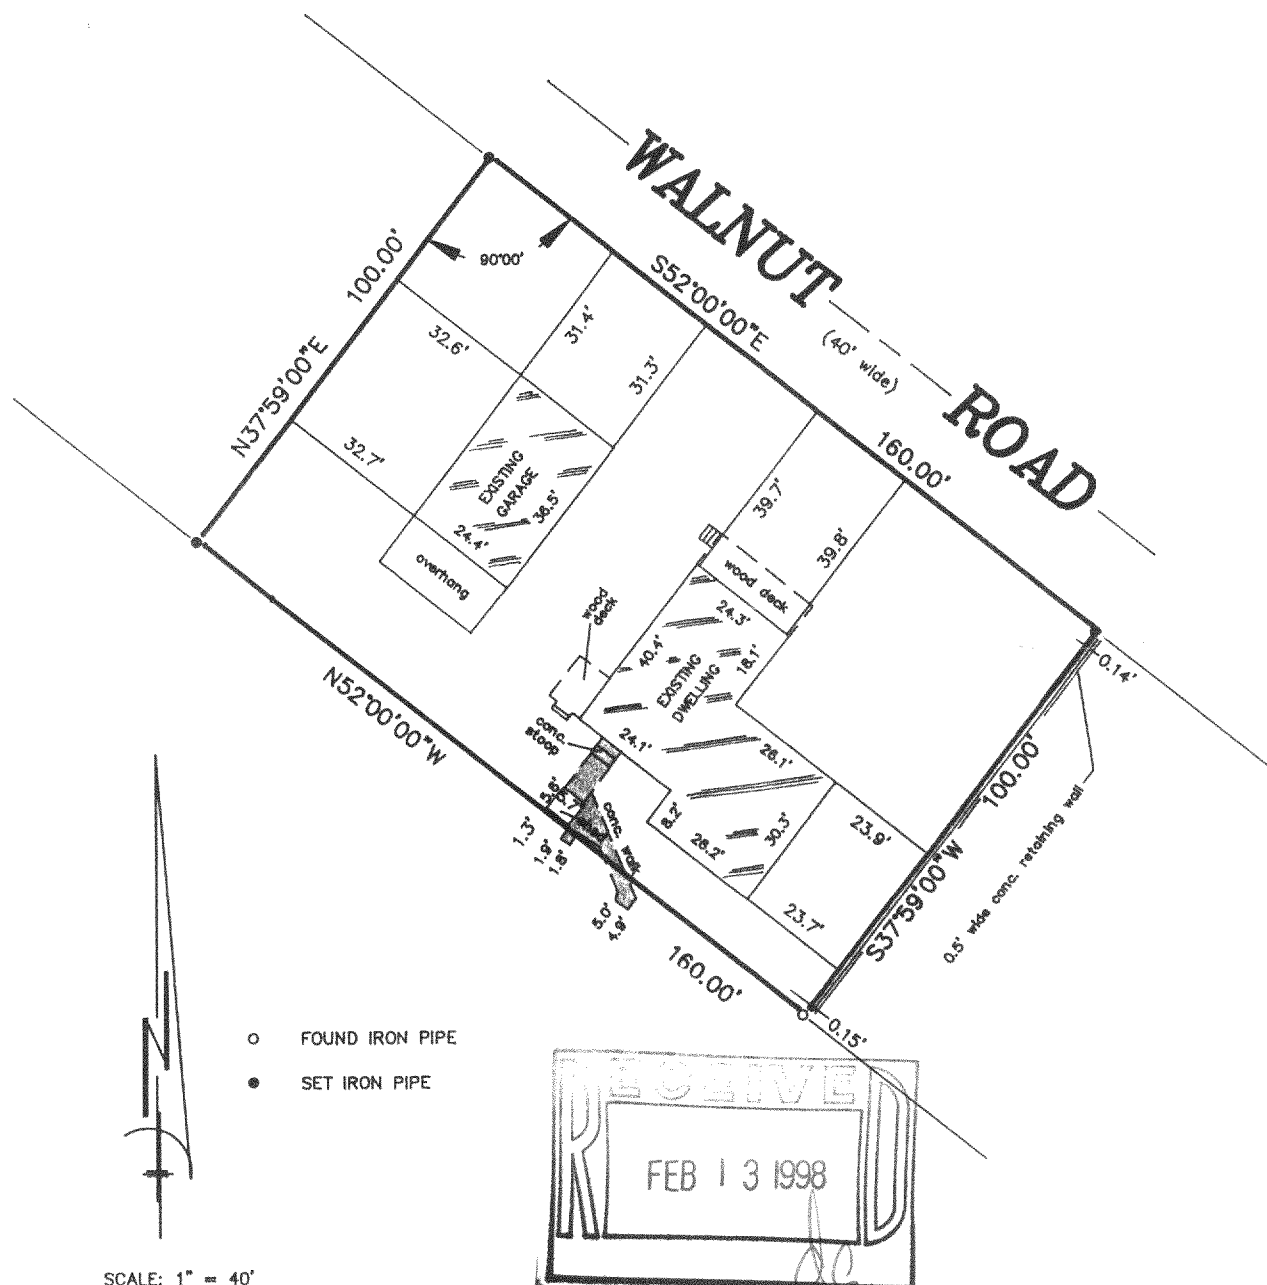 WALNUT
ROAD
(40' wide)
S52°00'00"E
160.00'
100.00'
N37°59'00"E
90°00'
32.6'
31.4'
31.3'
32.7'
EXISTING
GARAGE
36.5'
24.4'
overhang
39.7'
39.8'
wood deck
24.3'
wood
deck
40.4'
18.1'
EXISTING
DWELLING
conc.
stoop
24.1'
26.1'
8.2'
30.3'
26.2'
23.9'
23.7'
conc. walk
1.3'
1.9'
1.8'
5.0'
4.9'
0.14'
100.00'
S37°59'00"W
0.5' wide conc. retaining wall
N52°00'00"W
160.00'
0.15'
N
FOUND IRON PIPE
SET IRON PIPE
RECEIVED
FEB 13 1998
SCALE: 1" = 40'